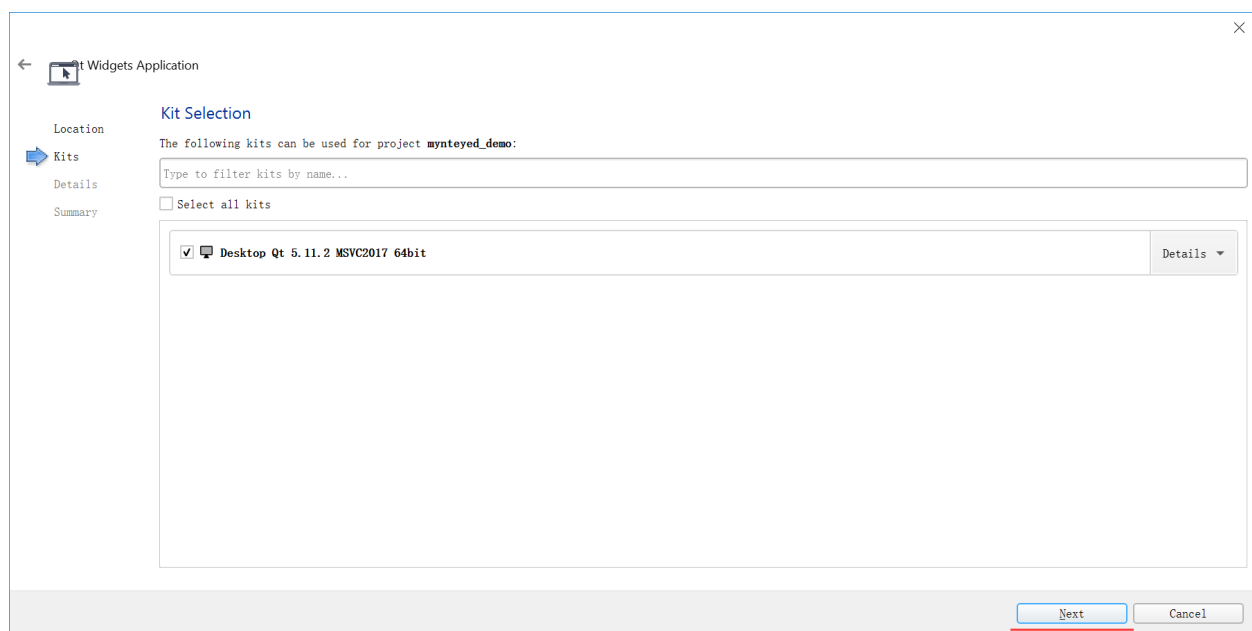 Qt Widgets Application
Location
Kits
Details
Summary
Kit Selection
The following kits can be used for project mynteyed_demo:
Type to filter kits by name...
Select all kits
Desktop Qt 5.11.2 MSVC2017 64bit
Details
Next
Cancel